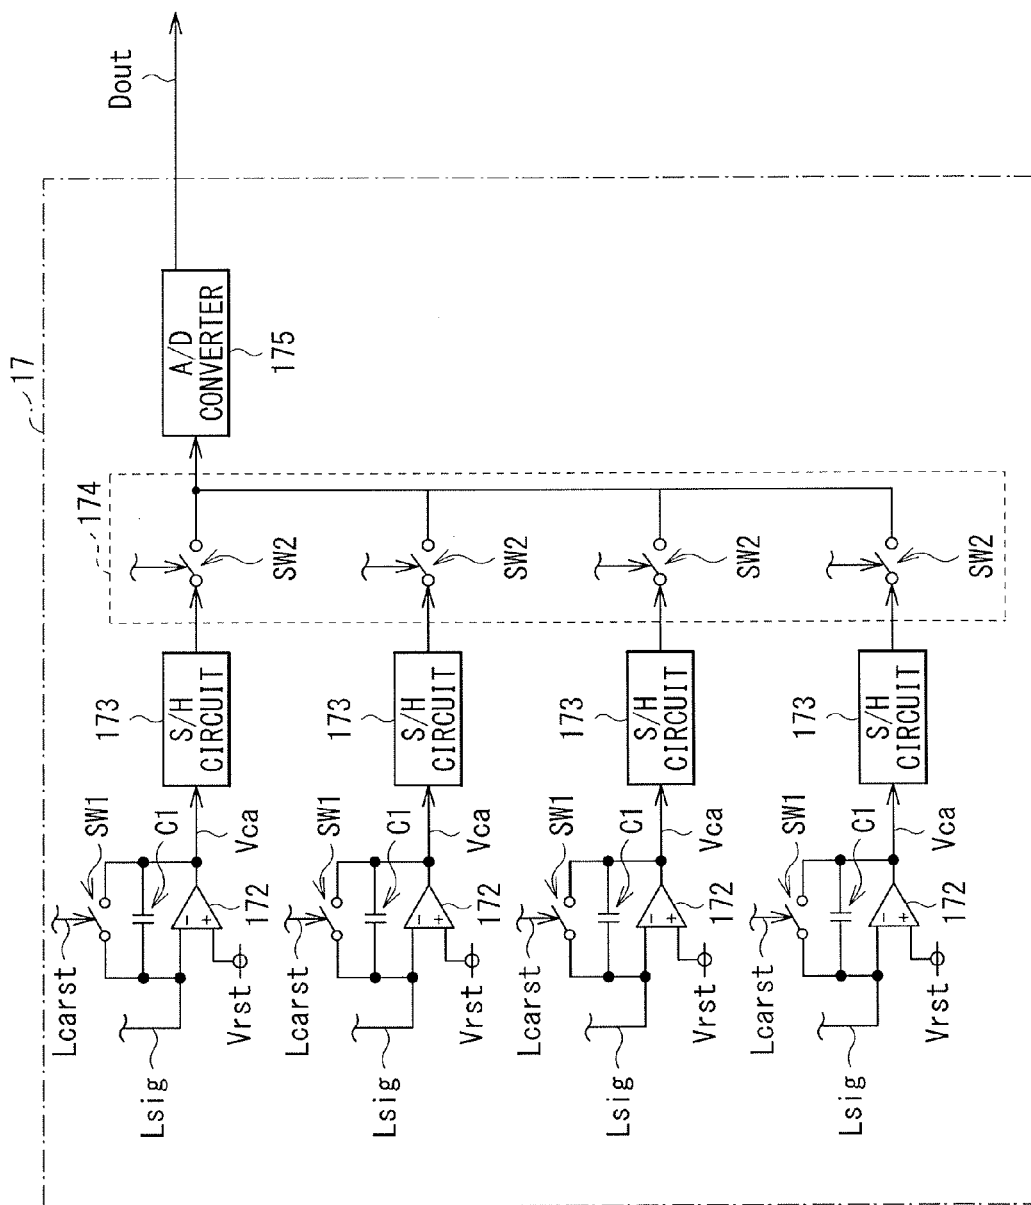 17
Dout
A/D
CONVERTER
175
174
SW2
SW2
SW2
SW2
173
S/H
CIRCUIT
173
S/H
CIRCUIT
173
S/H
CIRCUIT
173
S/H
CIRCUIT
Lcarst
SW1
C1
Vca
172
Vrst
Lsig
Lcarst
SW1
C1
Vca
172
Vrst
Lsig
Lcarst
SW1
C1
Vca
172
Vrst
Lsig
Lcarst
SW1
C1
Vca
172
Vrst
Lsig
- +
- +
- +
- +